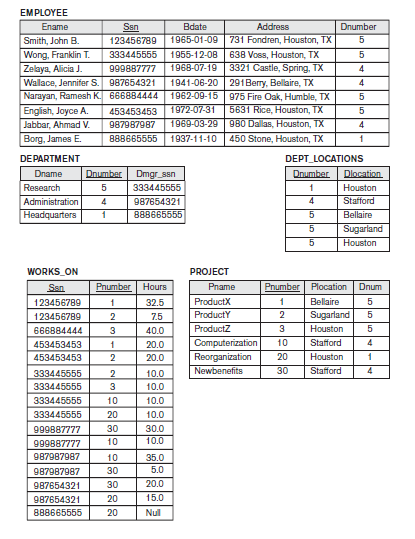 EMPLOYEE
Ename Ssn Bdate Address Dnumber
Smith, John B. 123456789 1965-01-09 731 Fondren, Houston, TX 5
Wong, Franklin T. 333445555 1955-12-08 638 Voss, Houston, TX 5
Zelaya, Alicia J. 999887777 1968-07-19 3321 Castle, Spring, TX 4
Wallace, Jennifer S. 987654321 1941-06-20 291Berry, Bellaire, TX 4
Narayan, Ramesh K. 666884444 1962-09-15 975 Fire Oak, Humble, TX 5
English, Joyce A. 453453453 1972-07-31 5631 Rice, Houston, TX 5
Jabbar, Ahmad V. 987987987 1969-03-29 980 Dallas, Houston, TX 4
Borg, James E. 888665555 1937-11-10 450 Stone, Houston, TX 1
DEPARTMENT
Dname Dnumber Dmgr_ssn
Research 5 333445555
Administration 4 987654321
Headquarters 1 888665555
DEPT_LOCATIONS
Dnumber Dlocation
1 Houston
4 Stafford
5 Bellaire
5 Sugarland
5 Houston
WORKS_ON
Ssn Pnumber Hours
123456789 1 32.5
123456789 2 7.5
666884444 3 40.0
453453453 1 20.0
453453453 2 20.0
333445555 2 10.0
333445555 3 10.0
333445555 10 10.0
333445555 20 10.0
999887777 30 30.0
999887777 10 10.0
987987987 10 35.0
987987987 30 5.0
987654321 30 20.0
987654321 20 15.0
888665555 20 Null
PROJECT
Pname Pnumber Plocation Dnum
ProductX 1 Bellaire 5
ProductY 2 Sugarland 5
ProductZ 3 Houston 5
Computerization 10 Stafford 4
Reorganization 20 Houston 1
Newbenefits 30 Stafford 4